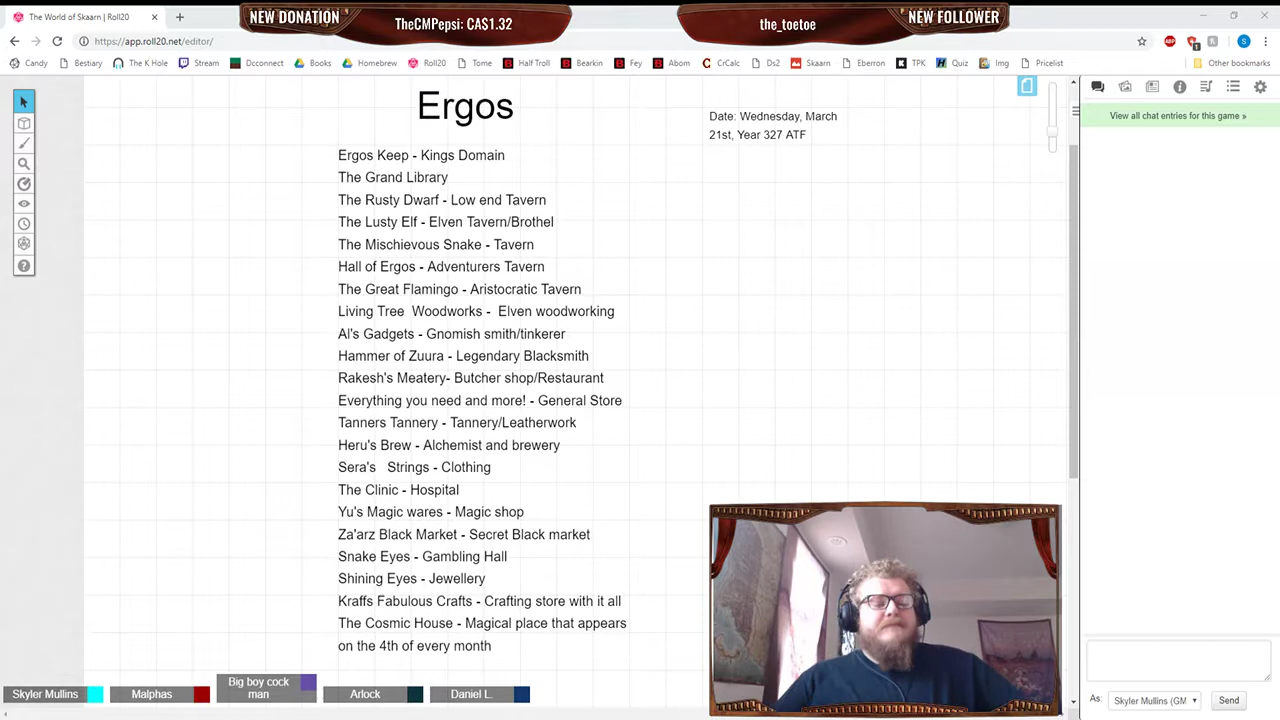 The World of Skaarn | Roll20
NEW DONATION
TheCMPepsi: CA$1.32
the_toetoe
NEW FOLLOWER
https://app.roll20.net/editor/
S
Candy
Bestiary
The K Hole
Stream
Dcconnect
Books
Homebrew
Roll20
Tome
Half Troll
Bearkin
Fey
Abom
CrCalc
Ds2
Skaarn
Eberron
TPK
Quiz
Img
Pricelist
Other bookmarks
Ergos
Date: Wednesday, March
21st, Year 327 ATF
Ergos Keep - Kings Domain
The Grand Library
The Rusty Dwarf - Low end Tavern
The Lusty Elf - Elven Tavern/Brothel
The Mischievous Snake - Tavern
Hall of Ergos - Adventurers Tavern
The Great Flamingo - Aristocratic Tavern
Living Tree Woodworks - Elven woodworking
Al's Gadgets - Gnomish smith/tinkerer
Hammer of Zuura - Legendary Blacksmith
Rakesh's Meatery- Butcher shop/Restaurant
Everything you need and more! - General Store
Tanners Tannery - Tannery/Leatherwork
Heru's Brew - Alchemist and brewery
Sera's Strings - Clothing
The Clinic - Hospital
Yu's Magic wares - Magic shop
Za'arz Black Market - Secret Black market
Snake Eyes - Gambling Hall
Shining Eyes - Jewellery
Kraffs Fabulous Crafts - Crafting store with it all
The Cosmic House - Magical place that appears
on the 4th of every month
View all chat entries for this game »
Skyler Mullins
Malphas
Big boy cock
man
Arlock
Daniel L.
As:
Skyler Mullins (GM
Send